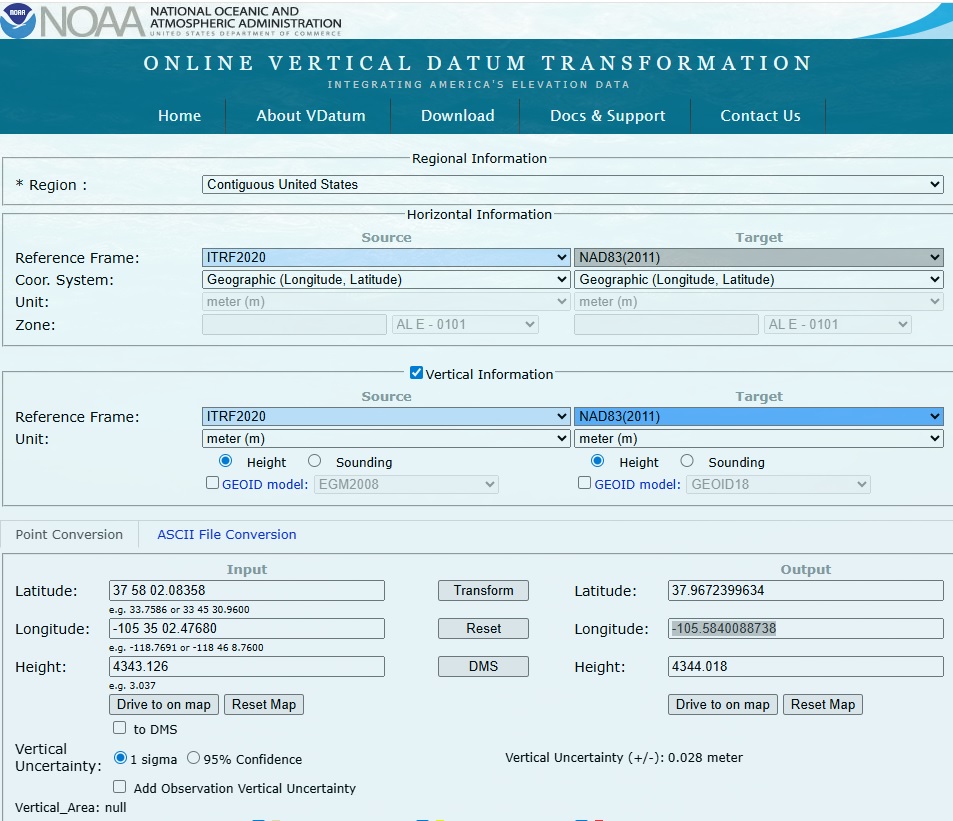 NOAA
NOAA
NATIONAL OCEANIC AND
ATMOSPHERIC ADMINISTRATION
UNITED STATES DEPARTMENT OF COMMERCE
ONLINE VERTICAL DATUM TRANSFORMATION
INTEGRATING AMERICA'S ELEVATION DATA
Home About VDatum Download Docs & Support Contact Us
Regional Information
* Region : Contiguous United States
Horizontal Information
Source Target
Reference Frame: ITRF2020 NAD83(2011)
Coor. System: Geographic (Longitude, Latitude) Geographic (Longitude, Latitude)
Unit: meter (m) meter (m)
Zone: AL E - 0101 AL E - 0101
Vertical Information
Source Target
Reference Frame: ITRF2020 NAD83(2011)
Unit: meter (m) meter (m)
Height Sounding Height Sounding
GEOID model: EGM2008 GEOID model: GEOID18
Point Conversion ASCII File Conversion
Input Output
Latitude: 37 58 02.08358 Transform Latitude: 37.9672399634
e.g. 33.7586 or 33 45 30.9600
Longitude: -105 35 02.47680 Reset Longitude: -105.5840088738
e.g. -118.7691 or -118 46 8.7600
Height: 4343.126 DMS Height: 4344.018
e.g. 3.037
Drive to on map Reset Map Drive to on map Reset Map
to DMS
Vertical
Uncertainty: 1 sigma 95% Confidence Vertical Uncertainty (+/-): 0.028 meter
Add Observation Vertical Uncertainty
Vertical_Area: null